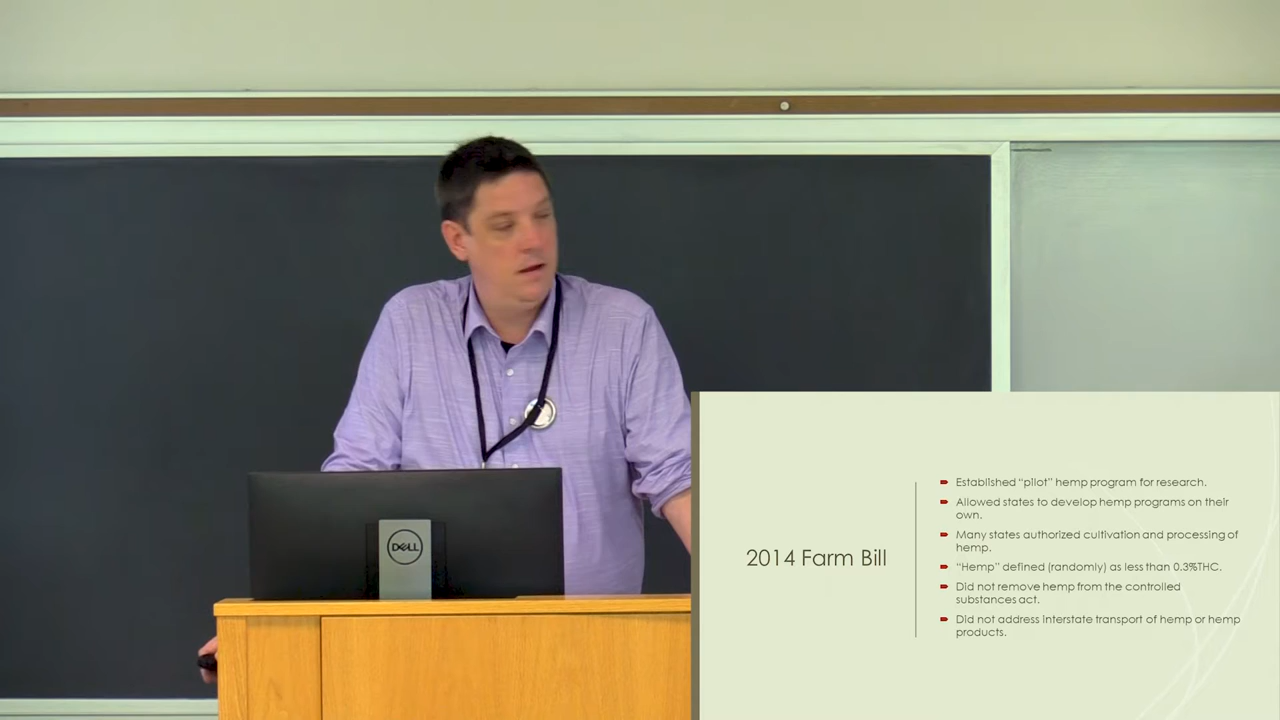 DELL
2014 Farm Bill
Established “pilot” hemp program for research.
Allowed states to develop hemp programs on their
own.
Many states authorized cultivation and processing of
hemp.
“Hemp” defined (randomly) as less than 0.3%THC.
Did not remove hemp from the controlled
substances act.
Did not address interstate transport of hemp or hemp
products.